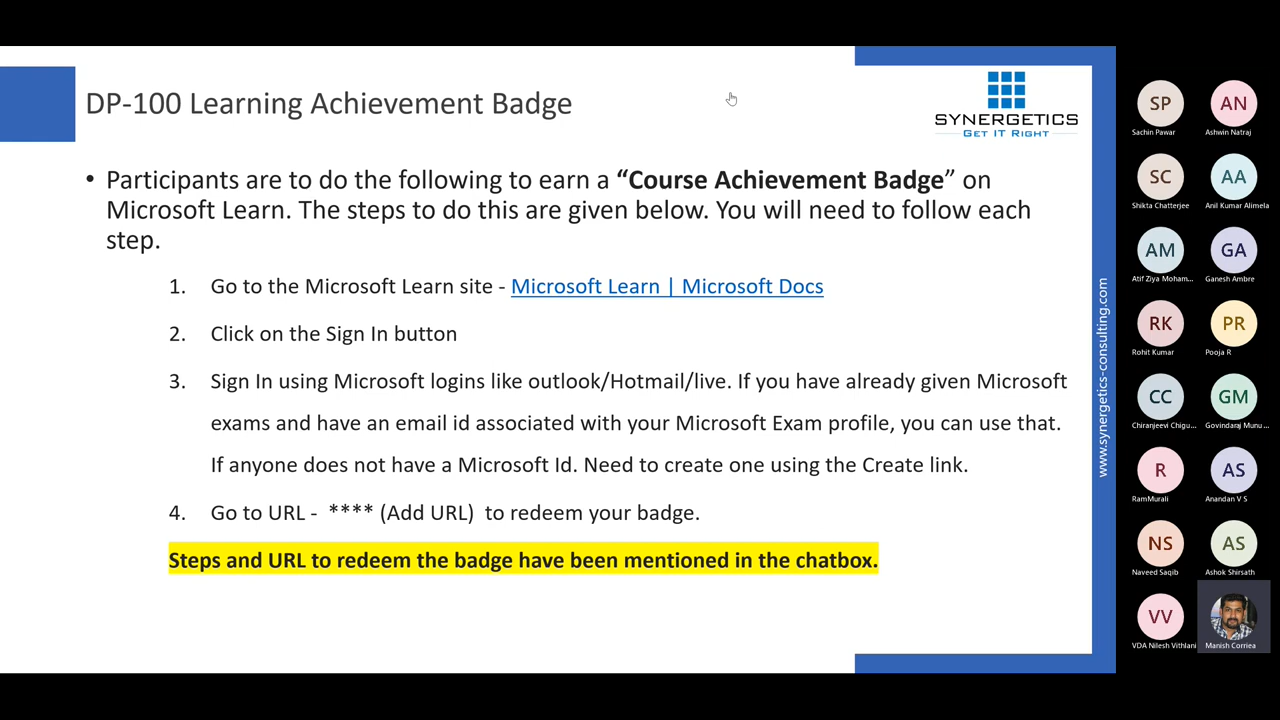 DP-100 Learning Achievement Badge
SYNERGETICS
GET IT RIGHT
• Participants are to do the following to earn a “Course Achievement Badge” on
Microsoft Learn. The steps to do this are given below. You will need to follow each
step.
1. Go to the Microsoft Learn site - Microsoft Learn | Microsoft Docs
2. Click on the Sign In button
3. Sign In using Microsoft logins like outlook/Hotmail/live. If you have already given Microsoft
exams and have an email id associated with your Microsoft Exam profile, you can use that.
If anyone does not have a Microsoft Id. Need to create one using the Create link.
4. Go to URL - **** (Add URL) to redeem your badge.
Steps and URL to redeem the badge have been mentioned in the chatbox.
www.synergetics-consulting.com
SP AN
Sachin Pawar Ashwin Natraj
SC AA
Shikta Chatterjee Anil Kumar Alimela
AM GA
Atif Ziya Moham... Ganesh Ambre
RK PR
Rohit Kumar Pooja R
CC GM
Chiranjeevi Chigu... Govindaraj Munu...
R AS
RamMurali Anandan V S
NS AS
Naveed Saqib Ashok Shirsath
VV
VDA Nilesh Vithlani Manish Corriea